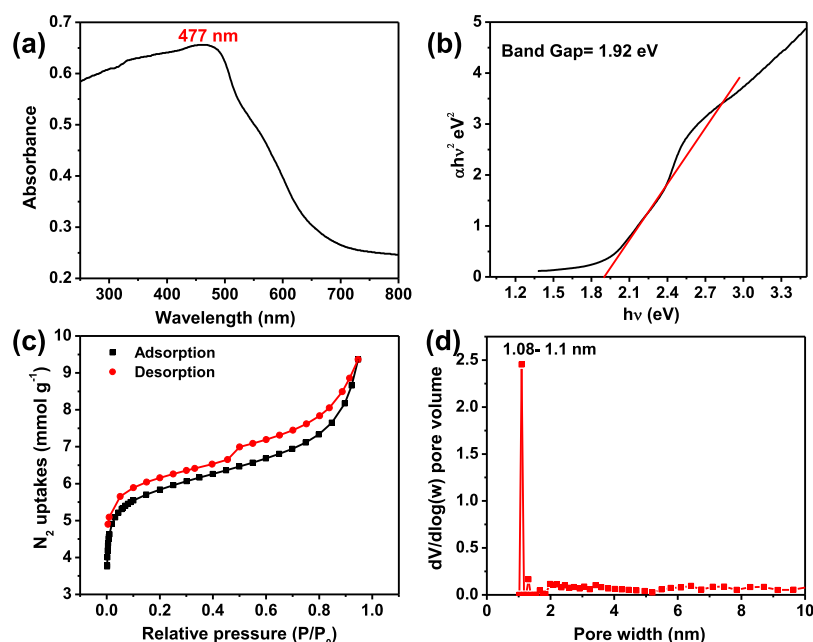 (a)
477 nm
0.7
0.6
0.5
0.4
0.3
0.2
Absorbance
300 400 500 600 700 800
Wavelength (nm)
(b)
Band Gap= 1.92 eV
5
4
3
2
1
0
αhν² eV²
1.2 1.5 1.8 2.1 2.4 2.7 3.0 3.3
hν (eV)
(c)
Adsorption
Desorption
10
9
8
7
6
5
4
3
N₂ uptakes (mmol g⁻¹)
0.0 0.2 0.4 0.6 0.8 1.0
Relative pressure (P/P₀)
(d)
1.08- 1.1 nm
2.5
2.0
1.5
1.0
0.5
0.0
dV/dlog(w) pore volume
0 2 4 6 8 10
Pore width (nm)